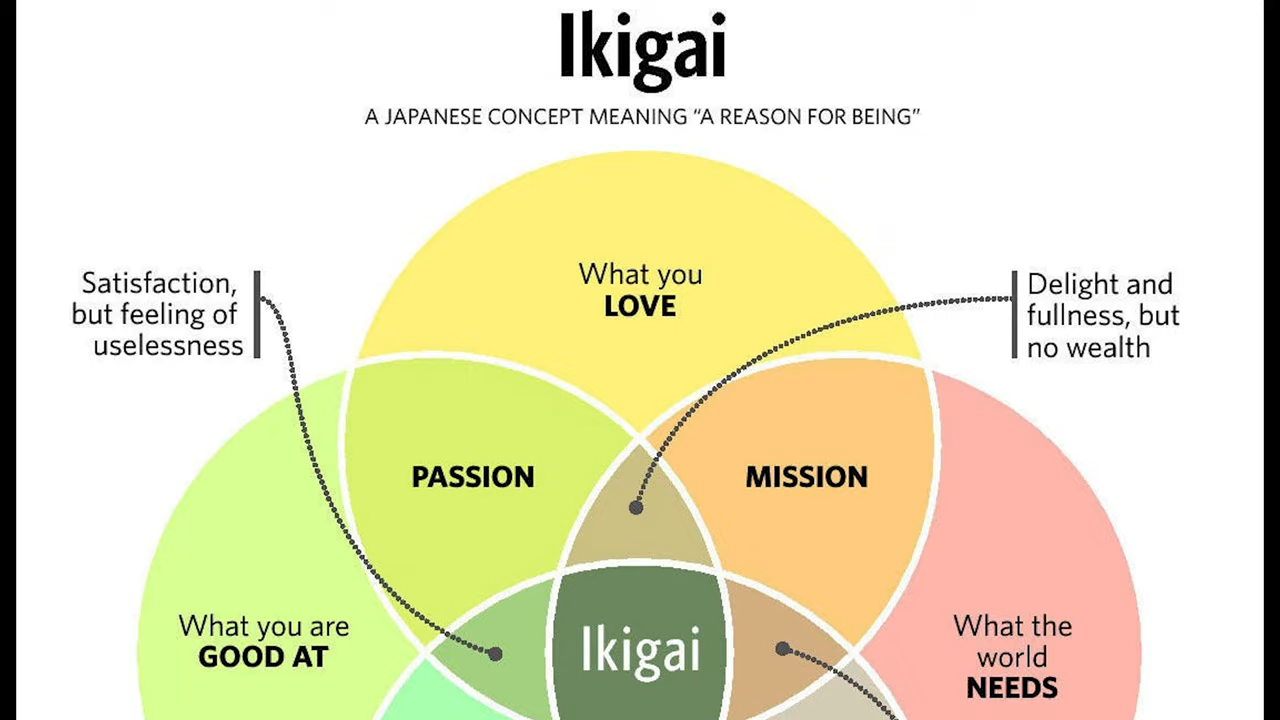 Ikigai
A JAPANESE CONCEPT MEANING “A REASON FOR BEING”
What you
LOVE
Satisfaction,
but feeling of
uselessness
Delight and
fullness, but
no wealth
PASSION
MISSION
What you are
GOOD AT
Ikigai
What the
world
NEEDS